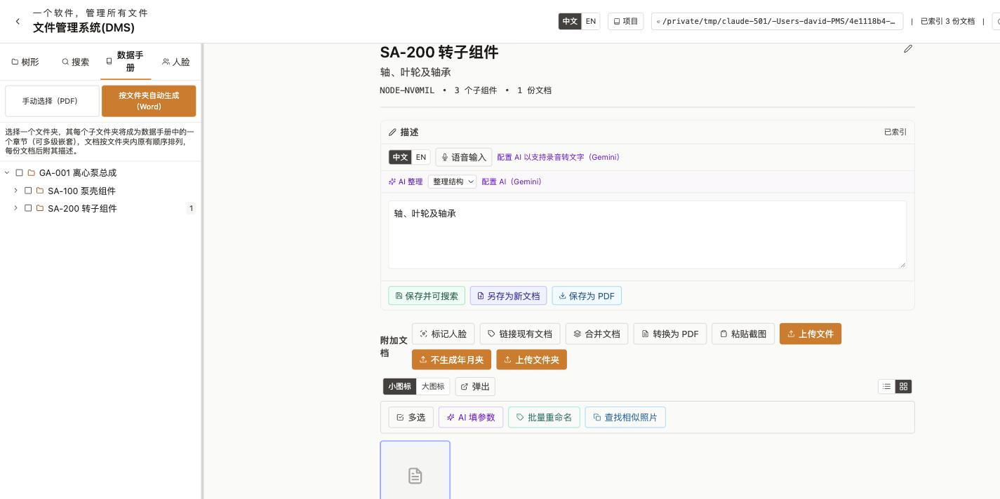 一个软件，管理所有文件
文件管理系统(DMS)
中文 EN
项目
/private/tmp/claude-501/-Users-david-PMS/4e1118b4-…
| 已索引 3 份文档 |
树形
搜索
数据手册
人脸
手动选择（PDF）
按文件夹自动生成
（Word）
选择一个文件夹，其每个子文件夹将成为数据手册中的一
个章节（可多级嵌套），文档按文件夹内原有顺序排列，
每份文档后附其描述。
GA-001 离心泵总成
SA-100 泵壳组件
SA-200 转子组件 1
SA-200 转子组件
轴、叶轮及轴承
NODE-NV0MIL • 3 个子组件 • 1 份文档
描述 已索引
中文 EN 语音输入 配置 AI 以支持录音转文字（Gemini）
AI 整理 整理结构 配置 AI（Gemini）
轴、叶轮及轴承
保存并可搜索 另存为新文档 保存为 PDF
附加文档
标记人脸 链接现有文档 合并文档 转换为 PDF 粘贴截图 上传文件
不生成年月夹 上传文件夹
小图标 大图标 弹出
多选 AI 填参数 批量重命名 查找相似照片